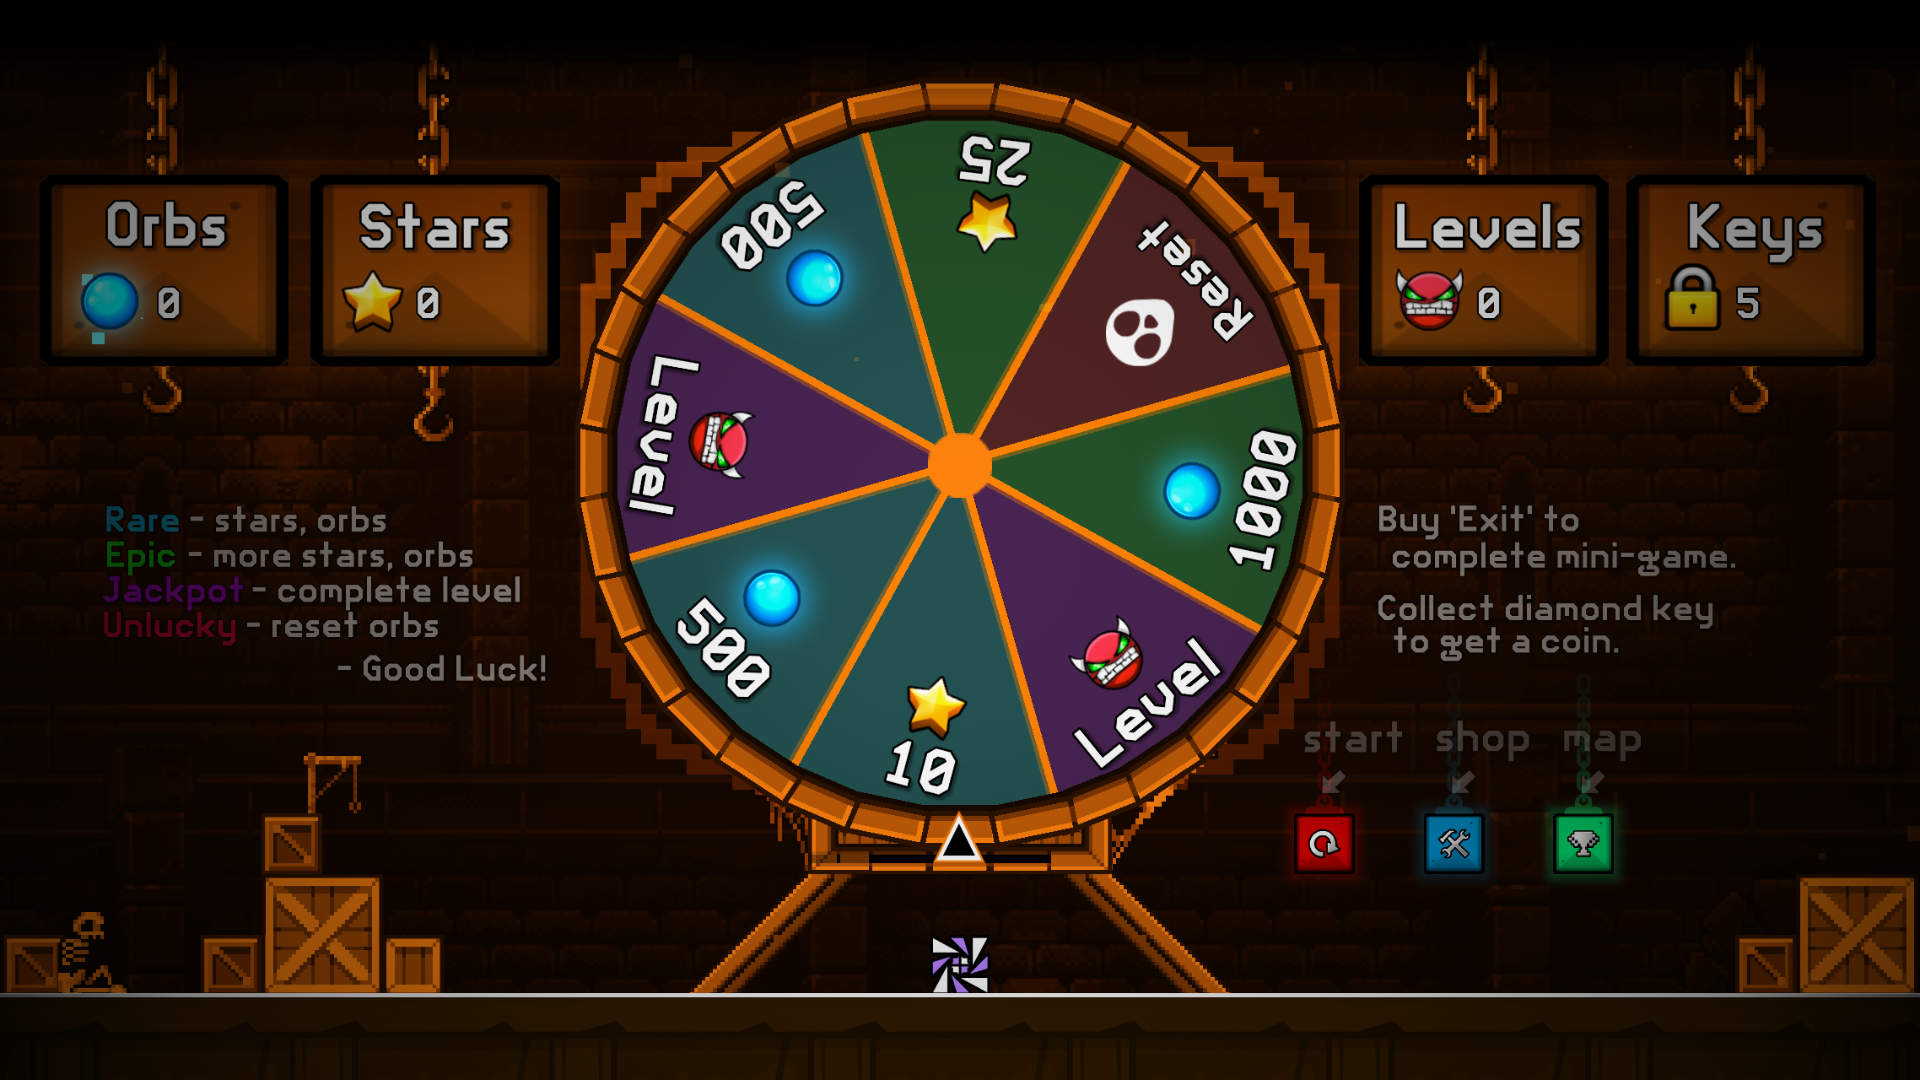 Orbs
0
Stars
0
Levels
0
Keys
5
25
Reset
1000
Level
10
500
Level
500
Rare - stars, orbs
Epic - more stars, orbs
Jackpot - complete level
Unlucky - reset orbs
- Good Luck!
Buy 'Exit' to
complete mini-game.
Collect diamond key
to get a coin.
start shop map